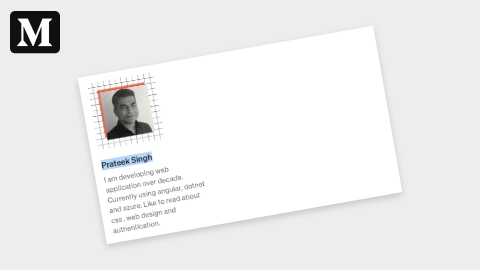 M
Prateek Singh
I am developing web
application over decade.
Currently using angular, dotnet
and azure, Like to read about
css , web design and
authentication.